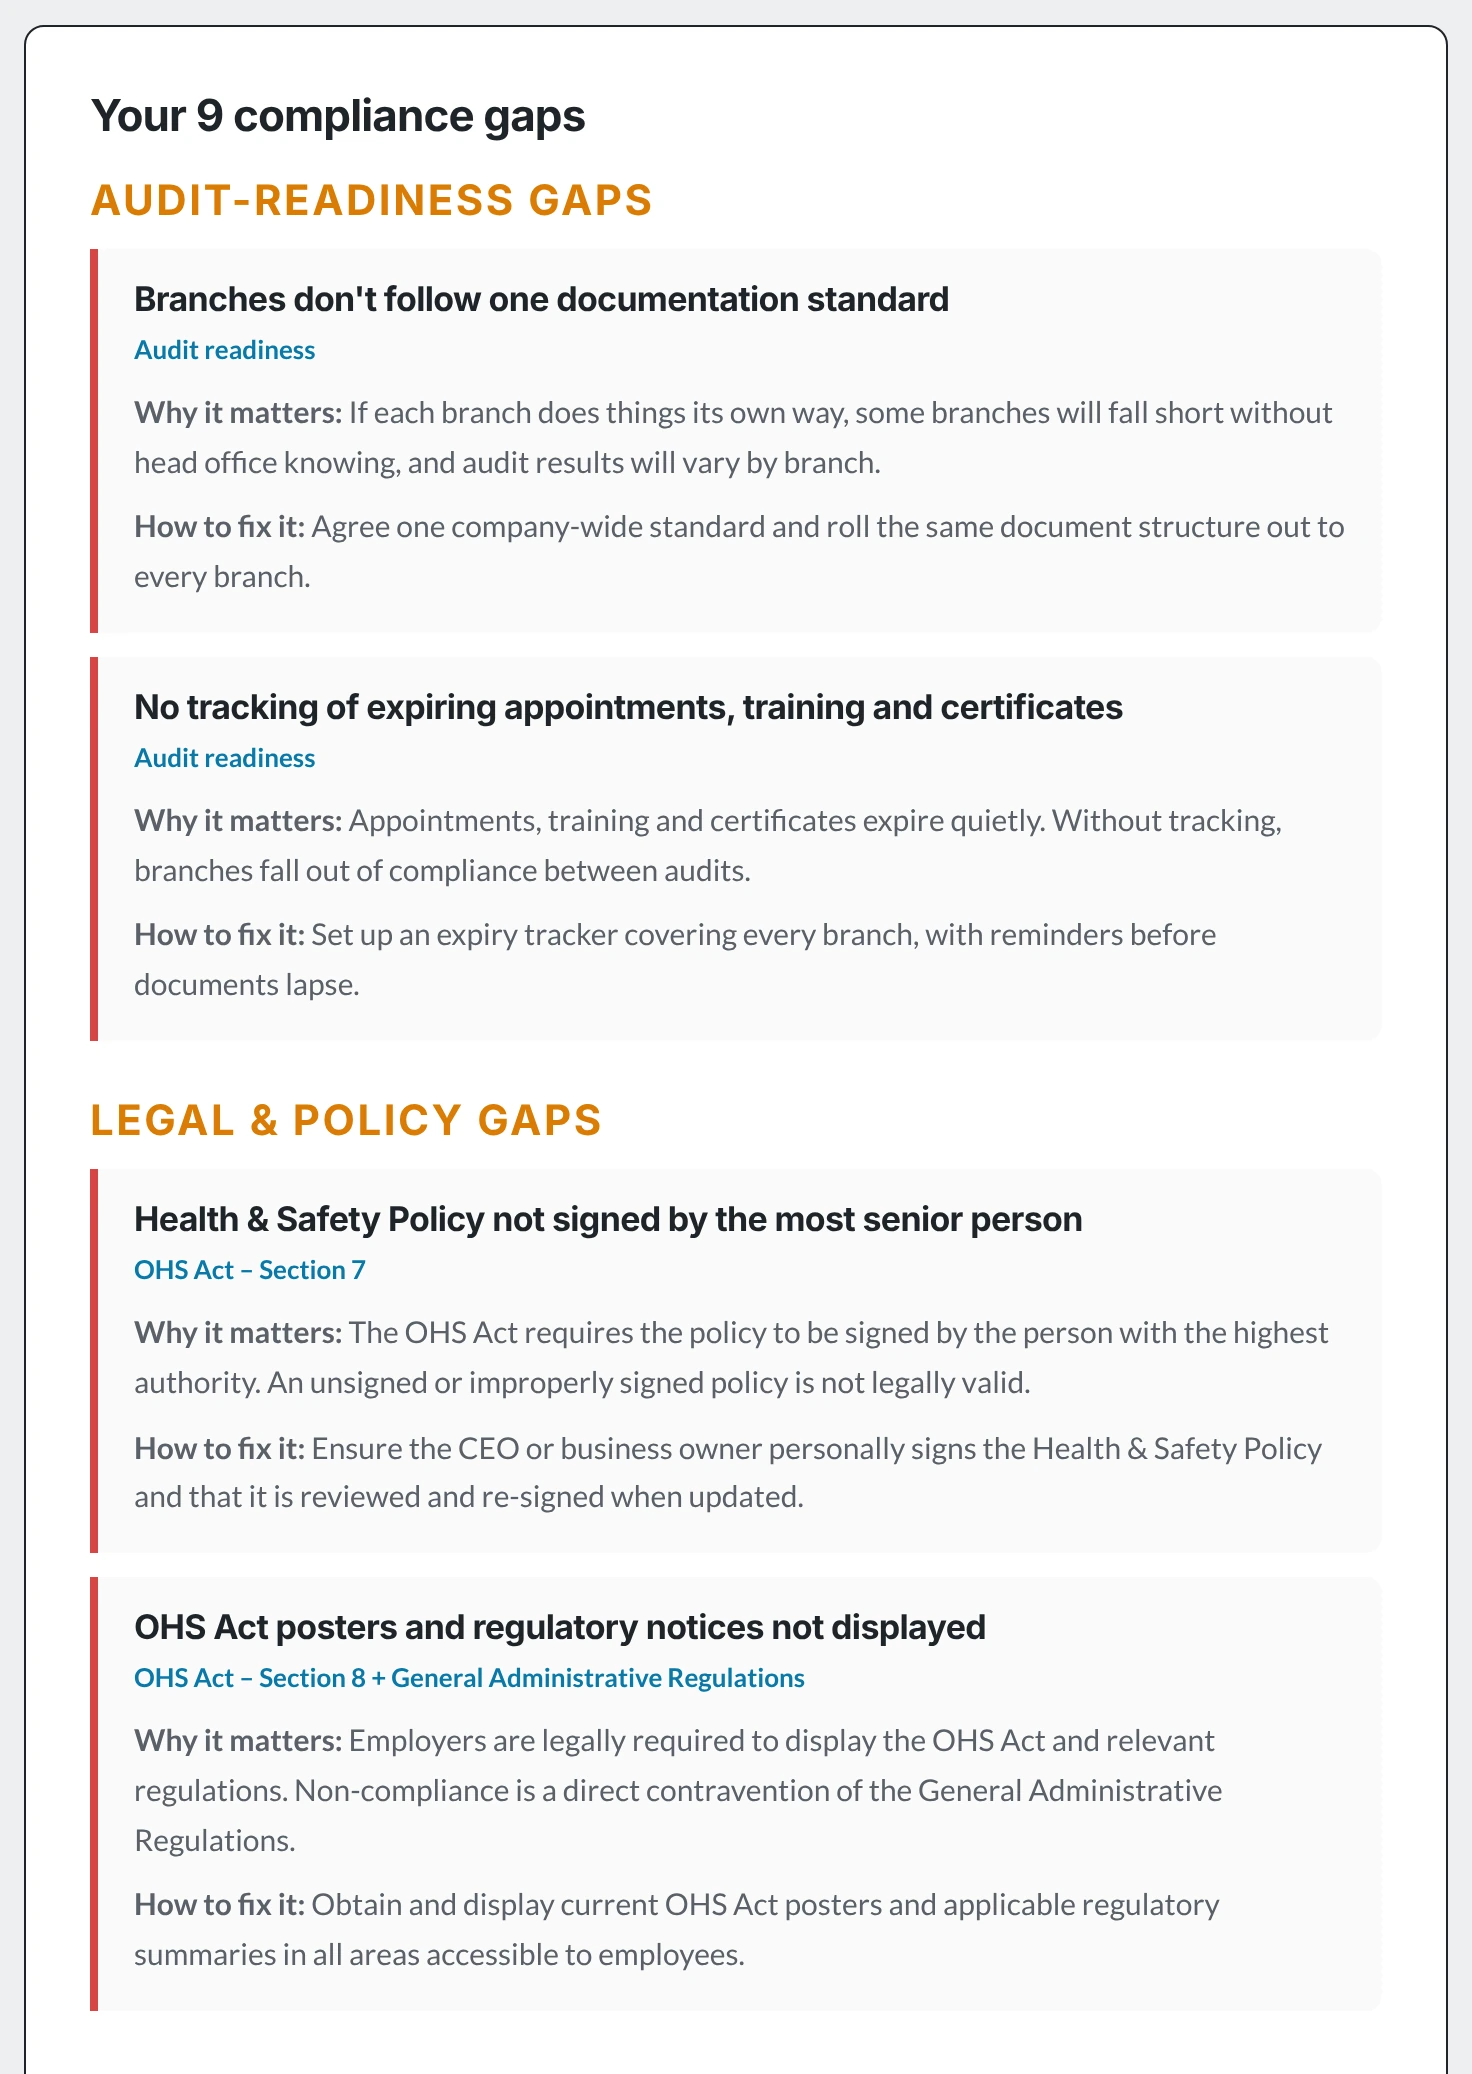 Your 9 compliance gaps
AUDIT-READINESS GAPS
Branches don't follow one documentation standard
Audit readiness
Why it matters: If each branch does things its own way, some branches will fall short without
head office knowing, and audit results will vary by branch.
How to fix it: Agree one company-wide standard and roll the same document structure out to
every branch.
No tracking of expiring appointments, training and certificates
Audit readiness
Why it matters: Appointments, training and certificates expire quietly. Without tracking,
branches fall out of compliance between audits.
How to fix it: Set up an expiry tracker covering every branch, with reminders before
documents lapse.
LEGAL & POLICY GAPS
Health & Safety Policy not signed by the most senior person
OHS Act – Section 7
Why it matters: The OHS Act requires the policy to be signed by the person with the highest
authority. An unsigned or improperly signed policy is not legally valid.
How to fix it: Ensure the CEO or business owner personally signs the Health & Safety Policy
and that it is reviewed and re-signed when updated.
OHS Act posters and regulatory notices not displayed
OHS Act – Section 8 + General Administrative Regulations
Why it matters: Employers are legally required to display the OHS Act and relevant
regulations. Non-compliance is a direct contravention of the General Administrative
Regulations.
How to fix it: Obtain and display current OHS Act posters and applicable regulatory
summaries in all areas accessible to employees.